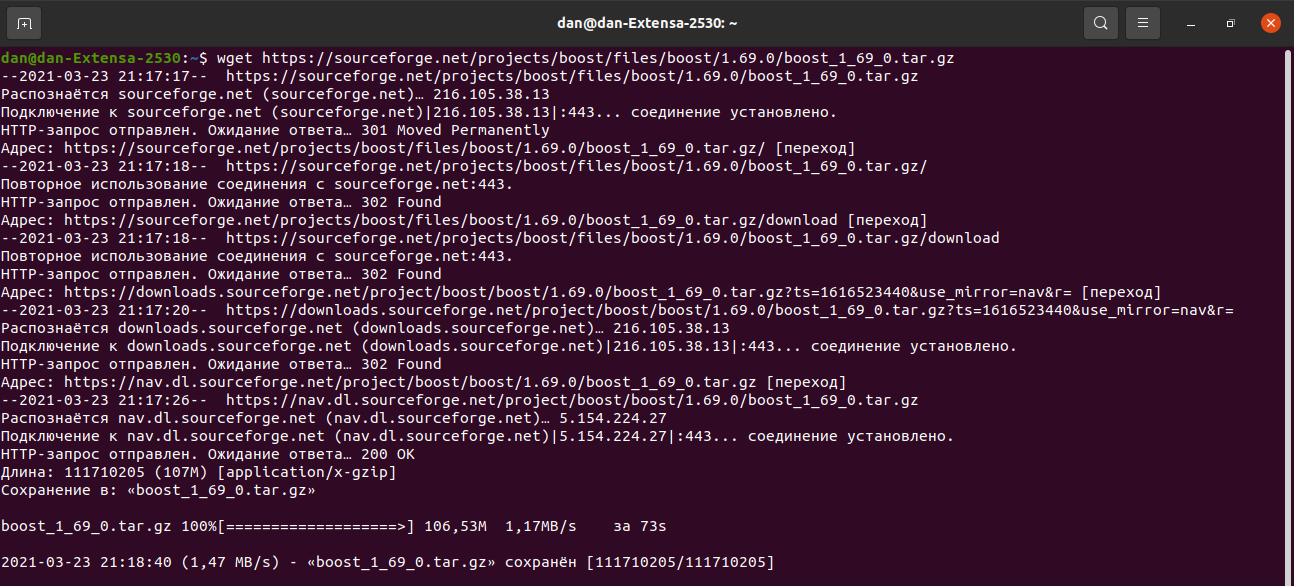 dan@dan-Extensa-2530: ~
dan@dan-Extensa-2530:~$ wget https://sourceforge.net/projects/boost/files/boost/1.69.0/boost_1_69_0.tar.gz
--2021-03-23 21:17:17--  https://sourceforge.net/projects/boost/files/boost/1.69.0/boost_1_69_0.tar.gz
Распознаётся sourceforge.net (sourceforge.net)… 216.105.38.13
Подключение к sourceforge.net (sourceforge.net)|216.105.38.13|:443... соединение установлено.
HTTP-запрос отправлен. Ожидание ответа… 301 Moved Permanently
Адрес: https://sourceforge.net/projects/boost/files/boost/1.69.0/boost_1_69_0.tar.gz/ [переход]
--2021-03-23 21:17:18--  https://sourceforge.net/projects/boost/files/boost/1.69.0/boost_1_69_0.tar.gz/
Повторное использование соединения с sourceforge.net:443.
HTTP-запрос отправлен. Ожидание ответа… 302 Found
Адрес: https://sourceforge.net/projects/boost/files/boost/1.69.0/boost_1_69_0.tar.gz/download [переход]
--2021-03-23 21:17:18--  https://sourceforge.net/projects/boost/files/boost/1.69.0/boost_1_69_0.tar.gz/download
Повторное использование соединения с sourceforge.net:443.
HTTP-запрос отправлен. Ожидание ответа… 302 Found
Адрес: https://downloads.sourceforge.net/project/boost/boost/1.69.0/boost_1_69_0.tar.gz?ts=1616523440&use_mirror=nav&r= [переход]
--2021-03-23 21:17:20--  https://downloads.sourceforge.net/project/boost/boost/1.69.0/boost_1_69_0.tar.gz?ts=1616523440&use_mirror=nav&r=
Распознаётся downloads.sourceforge.net (downloads.sourceforge.net)… 216.105.38.13
Подключение к downloads.sourceforge.net (downloads.sourceforge.net)|216.105.38.13|:443... соединение установлено.
HTTP-запрос отправлен. Ожидание ответа… 302 Found
Адрес: https://nav.dl.sourceforge.net/project/boost/boost/1.69.0/boost_1_69_0.tar.gz [переход]
--2021-03-23 21:17:26--  https://nav.dl.sourceforge.net/project/boost/boost/1.69.0/boost_1_69_0.tar.gz
Распознаётся nav.dl.sourceforge.net (nav.dl.sourceforge.net)… 5.154.224.27
Подключение к nav.dl.sourceforge.net (nav.dl.sourceforge.net)|5.154.224.27|:443... соединение установлено.
HTTP-запрос отправлен. Ожидание ответа… 200 OK
Длина: 111710205 (107M) [application/x-gzip]
Сохранение в: «boost_1_69_0.tar.gz»
boost_1_69_0.tar.gz 100%[===================>] 106,53M  1,17MB/s    за 73s
2021-03-23 21:18:40 (1,47 MB/s) - «boost_1_69_0.tar.gz» сохранён [111710205/111710205]